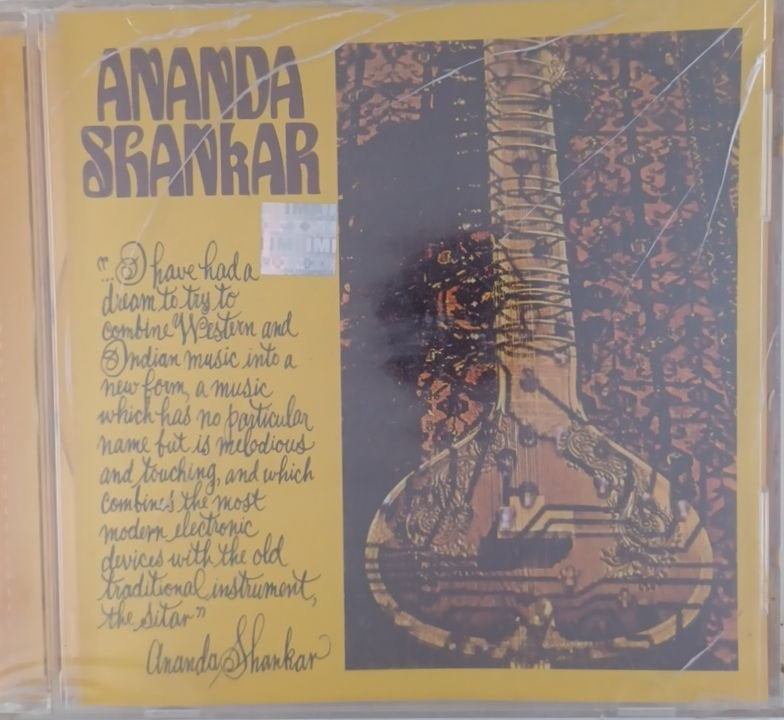 ANANDA
SHANKAR
"...I have had a
dream to try to
combine Western and
Indian music into a
new form, a music
which has no particular
name but is melodious
and touching, and which
combines the most
modern electronic
devices with the old
traditional instrument,
the sitar"
Ananda Shankar